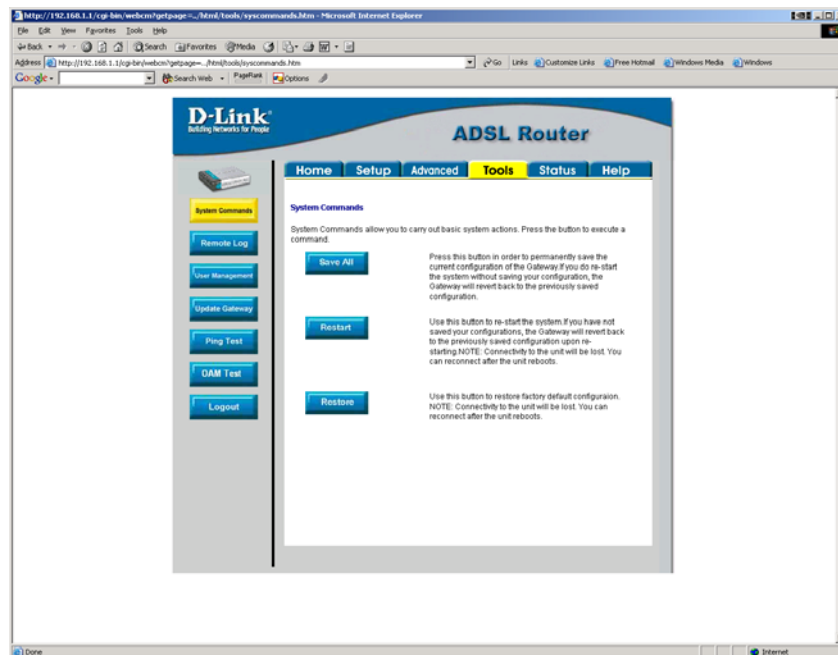 http://192.168.1.1/cgi-bin/webcm?getpage=../html/tools/syscommands.htm - Microsoft Internet Explorer
File Edit View Favorites Tools Help
Back Search Favorites Media
Address http://192.168.1.1/cgi-bin/webcm?getpage=../html/tools/syscommands.htm Go Links Customize Links Free Hotmail Windows Media Windows
Google Search Web PageRank Options
D-Link
Building Networks for People
ADSL Router
Home Setup Advanced Tools Status Help
System Commands
Remote Log
User Management
Update Gateway
Ping Test
OAM Test
Logout
System Commands
System Commands allow you to carry out basic system actions. Press the button to execute a
command.
Save All
Press this button in order to permanently save the
current configuration of the Gateway.If you do re-start
the system without saving your configuration, the
Gateway will revert back to the previously saved
configuration.
Restart
Use this button to re-start the system.If you have not
saved your configurations, the Gateway will revert back
to the previously saved configuration upon re-
starting.NOTE: Connectivity to the unit will be lost. You
can reconnect after the unit reboots.
Restore
Use this button to restore factory default configuraion.
NOTE: Connectivity to the unit will be lost. You can
reconnect after the unit reboots.
Done
Internet